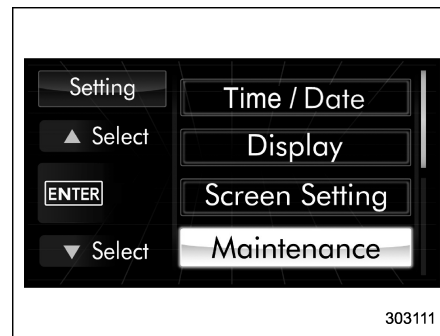 Setting
Time / Date
▲ Select
Display
ENTER
Screen Setting
▼ Select
Maintenance
303111